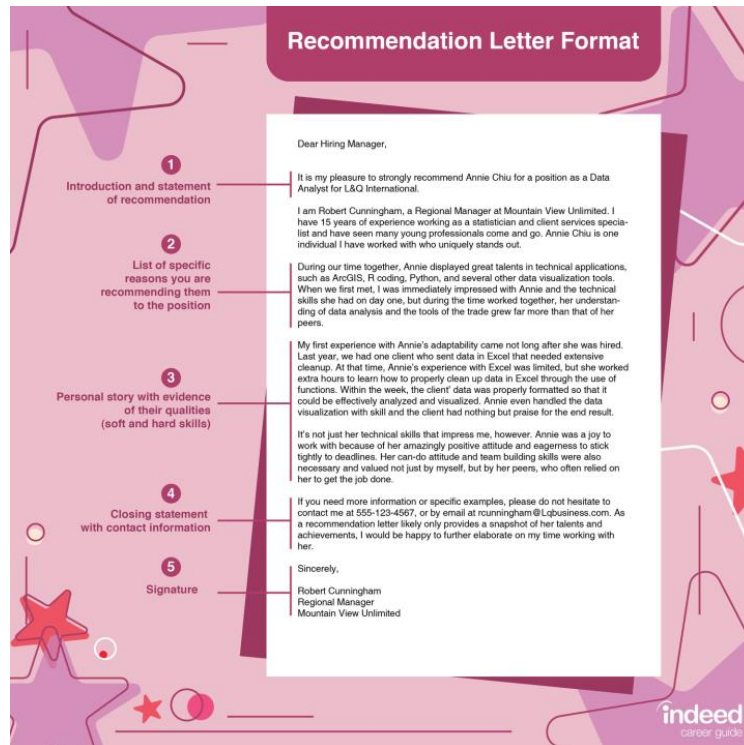 Recommendation Letter Format
Dear Hiring Manager,
1
Introduction and statement
of recommendation
It is my pleasure to strongly recommend Annie Chiu for a position as a Data
Analyst for L&Q International.
I am Robert Cunningham, a Regional Manager at Mountain View Unlimited. I
have 15 years of experience working as a statistician and client services specia-
list and have seen many young professionals come and go. Annie Chiu is one
individual I have worked with who uniquely stands out.
2
List of specific
reasons you are
recommending them
to the position
During our time together, Annie displayed great talents in technical applications,
such as ArcGIS, R coding, Python, and several other data visualization tools.
When we first met, I was immediately impressed with Annie and the technical
skills she had on day one, but during the time worked together, her understan-
ding of data analysis and the tools of the trade grew far more than that of her
peers.
3
Personal story with evidence
of their qualities
(soft and hard skills)
My first experience with Annie's adaptability came not long after she was hired.
Last year, we had one client who sent data in Excel that needed extensive
cleanup. At that time, Annie's experience with Excel was limited, but she worked
extra hours to learn how to properly clean up data in Excel through the use of
functions. Within the week, the client' data was properly formatted so that it
could be effectively analyzed and visualized. Annie even handled the data
visualization with skill and the client had nothing but praise for the end result.
It's not just her technical skills that impress me, however. Annie was a joy to
work with because of her amazingly positive attitude and eagerness to stick
tightly to deadlines. Her can-do attitude and team building skills were also
necessary and valued not just by myself, but by her peers, who often relied on
her to get the job done.
4
Closing statement
with contact information
If you need more information or specific examples, please do not hesitate to
contact me at 555-123-4567, or by email at rcunningham@Lqbusiness.com. As
a recommendation letter likely only provides a snapshot of her talents and
achievements, I would be happy to further elaborate on my time working with
her.
5
Signature
Sincerely,
Robert Cunningham
Regional Manager
Mountain View Unlimited
indeed
career guide